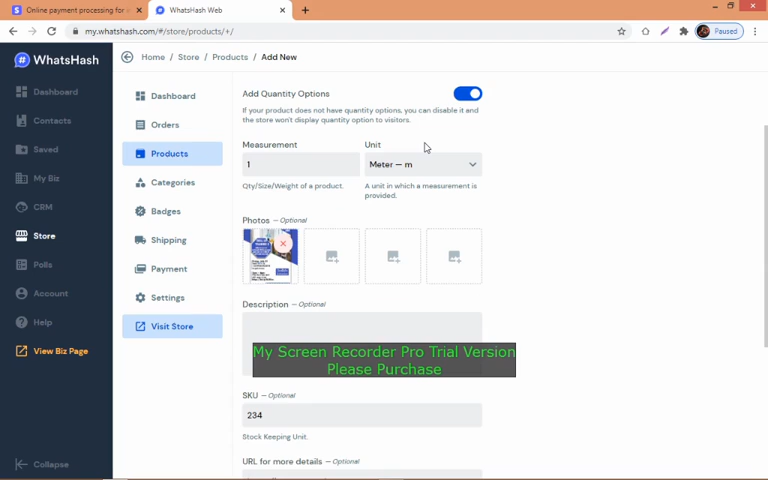 Online payment processing for
WhatsHash Web
my.whatshash.com/#/store/products/+/
Paused
WhatsHash
Home / Store / Products / Add New
Dashboard
Contacts
Saved
My Biz
CRM
Store
Polls
Account
Help
View Biz Page
Collapse
Dashboard
Orders
Products
Categories
Badges
Shipping
Payment
Settings
Visit Store
Add Quantity Options
If your product does not have quantity options, you can disable it and
the store won't display quantity option to visitors.
Measurement
Unit
1
Meter — m
Qty/Size/Weight of a product.
A unit in which a measurement is
provided.
Photos — Optional
Description — Optional
My Screen Recorder Pro Trial Version
Please Purchase
SKU — Optional
234
Stock Keeping Unit.
URL for more details — Optional